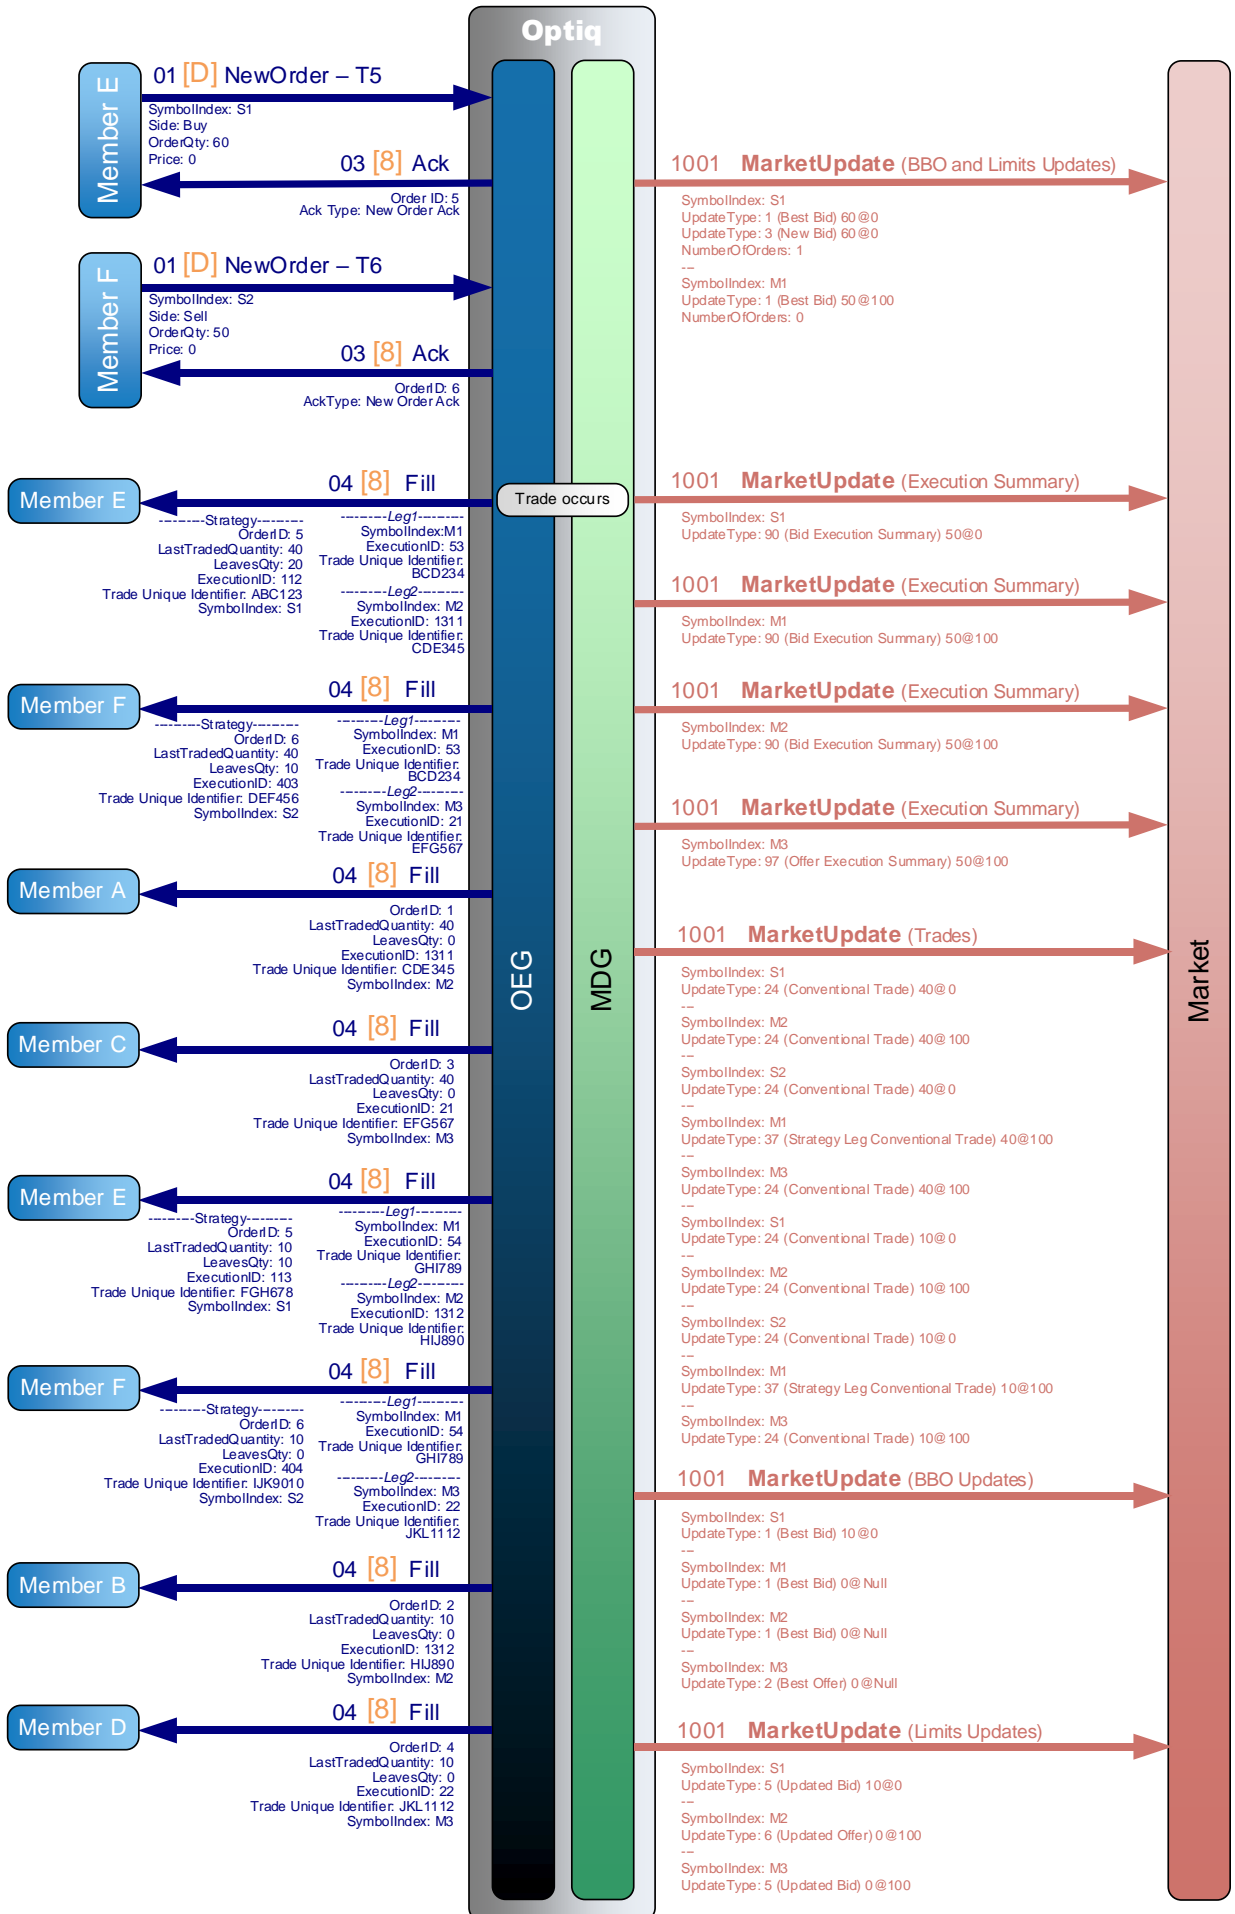 Optiq
Member E
01 [D] NewOrder – T5
SymbolIndex: S1
Side: Buy
OrderQty: 60
Price: 0
03 [8] Ack
Order ID: 5
Ack Type: New Order Ack
1001 MarketUpdate (BBO and Limits Updates)
SymbolIndex: S1
UpdateType: 1 (Best Bid) 60@0
UpdateType: 3 (New Bid) 60@0
NumberOfOrders: 1
---
SymbolIndex: M1
UpdateType: 1 (Best Bid) 50@100
NumberOfOrders: 0
Member F
01 [D] NewOrder – T6
SymbolIndex: S2
Side: Sell
OrderQty: 50
Price: 0
03 [8] Ack
OrderID: 6
AckType: New Order Ack
OEG
MDG
Market
Trade occurs
Member E
04 [8] Fill
----------Strategy----------
OrderID: 5
LastTradedQuantity: 40
LeavesQty: 20
ExecutionID: 112
Trade Unique Identifier: ABC123
SymbolIndex: S1
----------Leg1----------
SymbolIndex:M1
ExecutionID: 53
Trade Unique Identifier:
BCD234
----------Leg2----------
SymbolIndex: M2
ExecutionID: 1311
Trade Unique Identifier:
CDE345
Member F
04 [8] Fill
----------Strategy----------
OrderID: 6
LastTradedQuantity: 40
LeavesQty: 10
ExecutionID: 403
Trade Unique Identifier: DEF456
SymbolIndex: S2
----------Leg1----------
SymbolIndex: M1
ExecutionID: 53
Trade Unique Identifier:
BCD234
----------Leg2----------
SymbolIndex: M3
ExecutionID: 21
Trade Unique Identifier:
EFG567
Member A
04 [8] Fill
OrderID: 1
LastTradedQuantity: 40
LeavesQty: 0
ExecutionID: 1311
Trade Unique Identifier: CDE345
SymbolIndex: M2
Member C
04 [8] Fill
OrderID: 3
LastTradedQuantity: 40
LeavesQty: 0
ExecutionID: 21
Trade Unique Identifier: EFG567
SymbolIndex: M3
Member E
04 [8] Fill
----------Strategy----------
OrderID: 5
LastTradedQuantity: 10
LeavesQty: 10
ExecutionID: 113
Trade Unique Identifier: FGH678
SymbolIndex: S1
----------Leg1----------
SymbolIndex: M1
ExecutionID: 54
Trade Unique Identifier:
GHI789
----------Leg2----------
SymbolIndex: M2
ExecutionID: 1312
Trade Unique Identifier:
HIJ890
Member F
04 [8] Fill
----------Strategy----------
OrderID: 6
LastTradedQuantity: 10
LeavesQty: 0
ExecutionID: 404
Trade Unique Identifier: IJK9010
SymbolIndex: S2
----------Leg1----------
SymbolIndex: M1
ExecutionID: 54
Trade Unique Identifier:
GHI789
----------Leg2----------
SymbolIndex: M3
ExecutionID: 22
Trade Unique Identifier:
JKL1112
Member B
04 [8] Fill
OrderID: 2
LastTradedQuantity: 10
LeavesQty: 0
ExecutionID: 1312
Trade Unique Identifier: HIJ890
SymbolIndex: M2
Member D
04 [8] Fill
OrderID: 4
LastTradedQuantity: 10
LeavesQty: 0
ExecutionID: 22
Trade Unique Identifier: JKL1112
SymbolIndex: M3
1001 MarketUpdate (Execution Summary)
SymbolIndex: S1
UpdateType: 90 (Bid Execution Summary) 50@0
1001 MarketUpdate (Execution Summary)
SymbolIndex: M1
UpdateType: 90 (Bid Execution Summary) 50@100
1001 MarketUpdate (Execution Summary)
SymbolIndex: M2
UpdateType: 90 (Bid Execution Summary) 50@100
1001 MarketUpdate (Execution Summary)
SymbolIndex: M3
UpdateType: 97 (Offer Execution Summary) 50@100
1001 MarketUpdate (Trades)
SymbolIndex: S1
UpdateType: 24 (Conventional Trade) 40@0
---
SymbolIndex: M2
UpdateType: 24 (Conventional Trade) 40@100
---
SymbolIndex: S2
UpdateType: 24 (Conventional Trade) 40@0
---
SymbolIndex: M1
UpdateType: 37 (Strategy Leg Conventional Trade) 40@100
---
SymbolIndex: M3
UpdateType: 24 (Conventional Trade) 40@100
---
SymbolIndex: S1
UpdateType: 24 (Conventional Trade) 10@0
---
SymbolIndex: M2
UpdateType: 24 (Conventional Trade) 10@100
---
SymbolIndex: S2
UpdateType: 24 (Conventional Trade) 10@0
---
SymbolIndex: M1
UpdateType: 37 (Strategy Leg Conventional Trade) 10@100
---
SymbolIndex: M3
UpdateType: 24 (Conventional Trade) 10@100
1001 MarketUpdate (BBO Updates)
SymbolIndex: S1
UpdateType: 1 (Best Bid) 10@0
---
SymbolIndex: M1
UpdateType: 1 (Best Bid) 0@Null
---
SymbolIndex: M2
UpdateType: 1 (Best Bid) 0@Null
---
SymbolIndex: M3
UpdateType: 2 (Best Offer) 0@Null
1001 MarketUpdate (Limits Updates)
SymbolIndex: S1
UpdateType: 5 (Updated Bid) 10@0
---
SymbolIndex: M2
UpdateType: 6 (Updated Offer) 0@100
---
SymbolIndex: M3
UpdateType: 5 (Updated Bid) 0@100